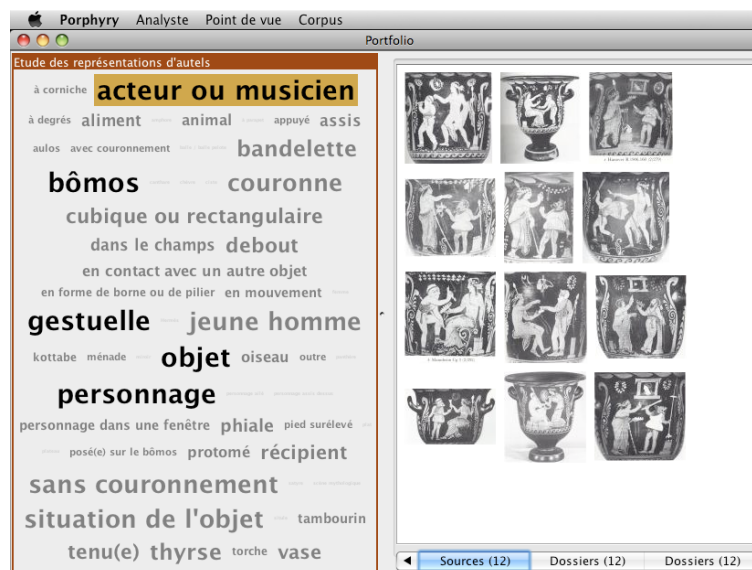 Porphyry Analyste Point de vue Corpus
Portfolio
Etude des représentations d'autels
à corniche acteur ou musicien
à degrés aliment animal appuyé assis
aulos avec couronnement bandelette
bômos couronne
cubique ou rectangulaire
dans le champs debout
en contact avec un autre objet
en forme de borne ou de pilier en mouvement
gestuelle jeune homme
kottabe ménade objet oiseau outre
personnage
personnage dans une fenêtre phiale pied surélevé
posé(e) sur le bômos protomé récipient
sans couronnement
situation de l'objet tambourin
tenu(e) thyrse torche vase
Sources (12) Dossiers (12) Dossiers (12)